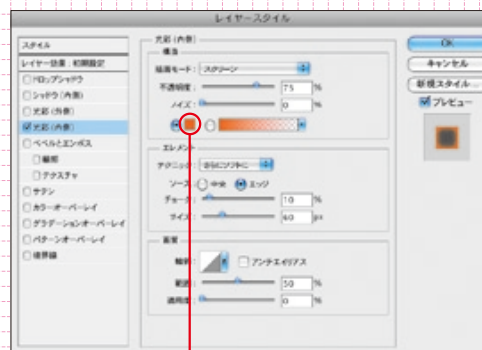 レイヤースタイル
スタイル
レイヤー効果：初期設定
ドロップシャドウ
シャドウ（内側）
光彩（外側）
光彩（内側）
ベベルとエンボス
輪郭
テクスチャ
サテン
カラーオーバーレイ
グラデーションオーバーレイ
パターンオーバーレイ
境界線
光彩（内側）
構造
描画モード：スクリーン
不透明度：75 %
ノイズ：0 %
エレメント
テクニック：さらにソフトに
ソース：中央 エッジ
チョーク：10 %
サイズ：60 px
画質
輪郭：アンチエイリアス
範囲：50 %
適用度：0 %
OK
キャンセル
新規スタイル...
プレビュー